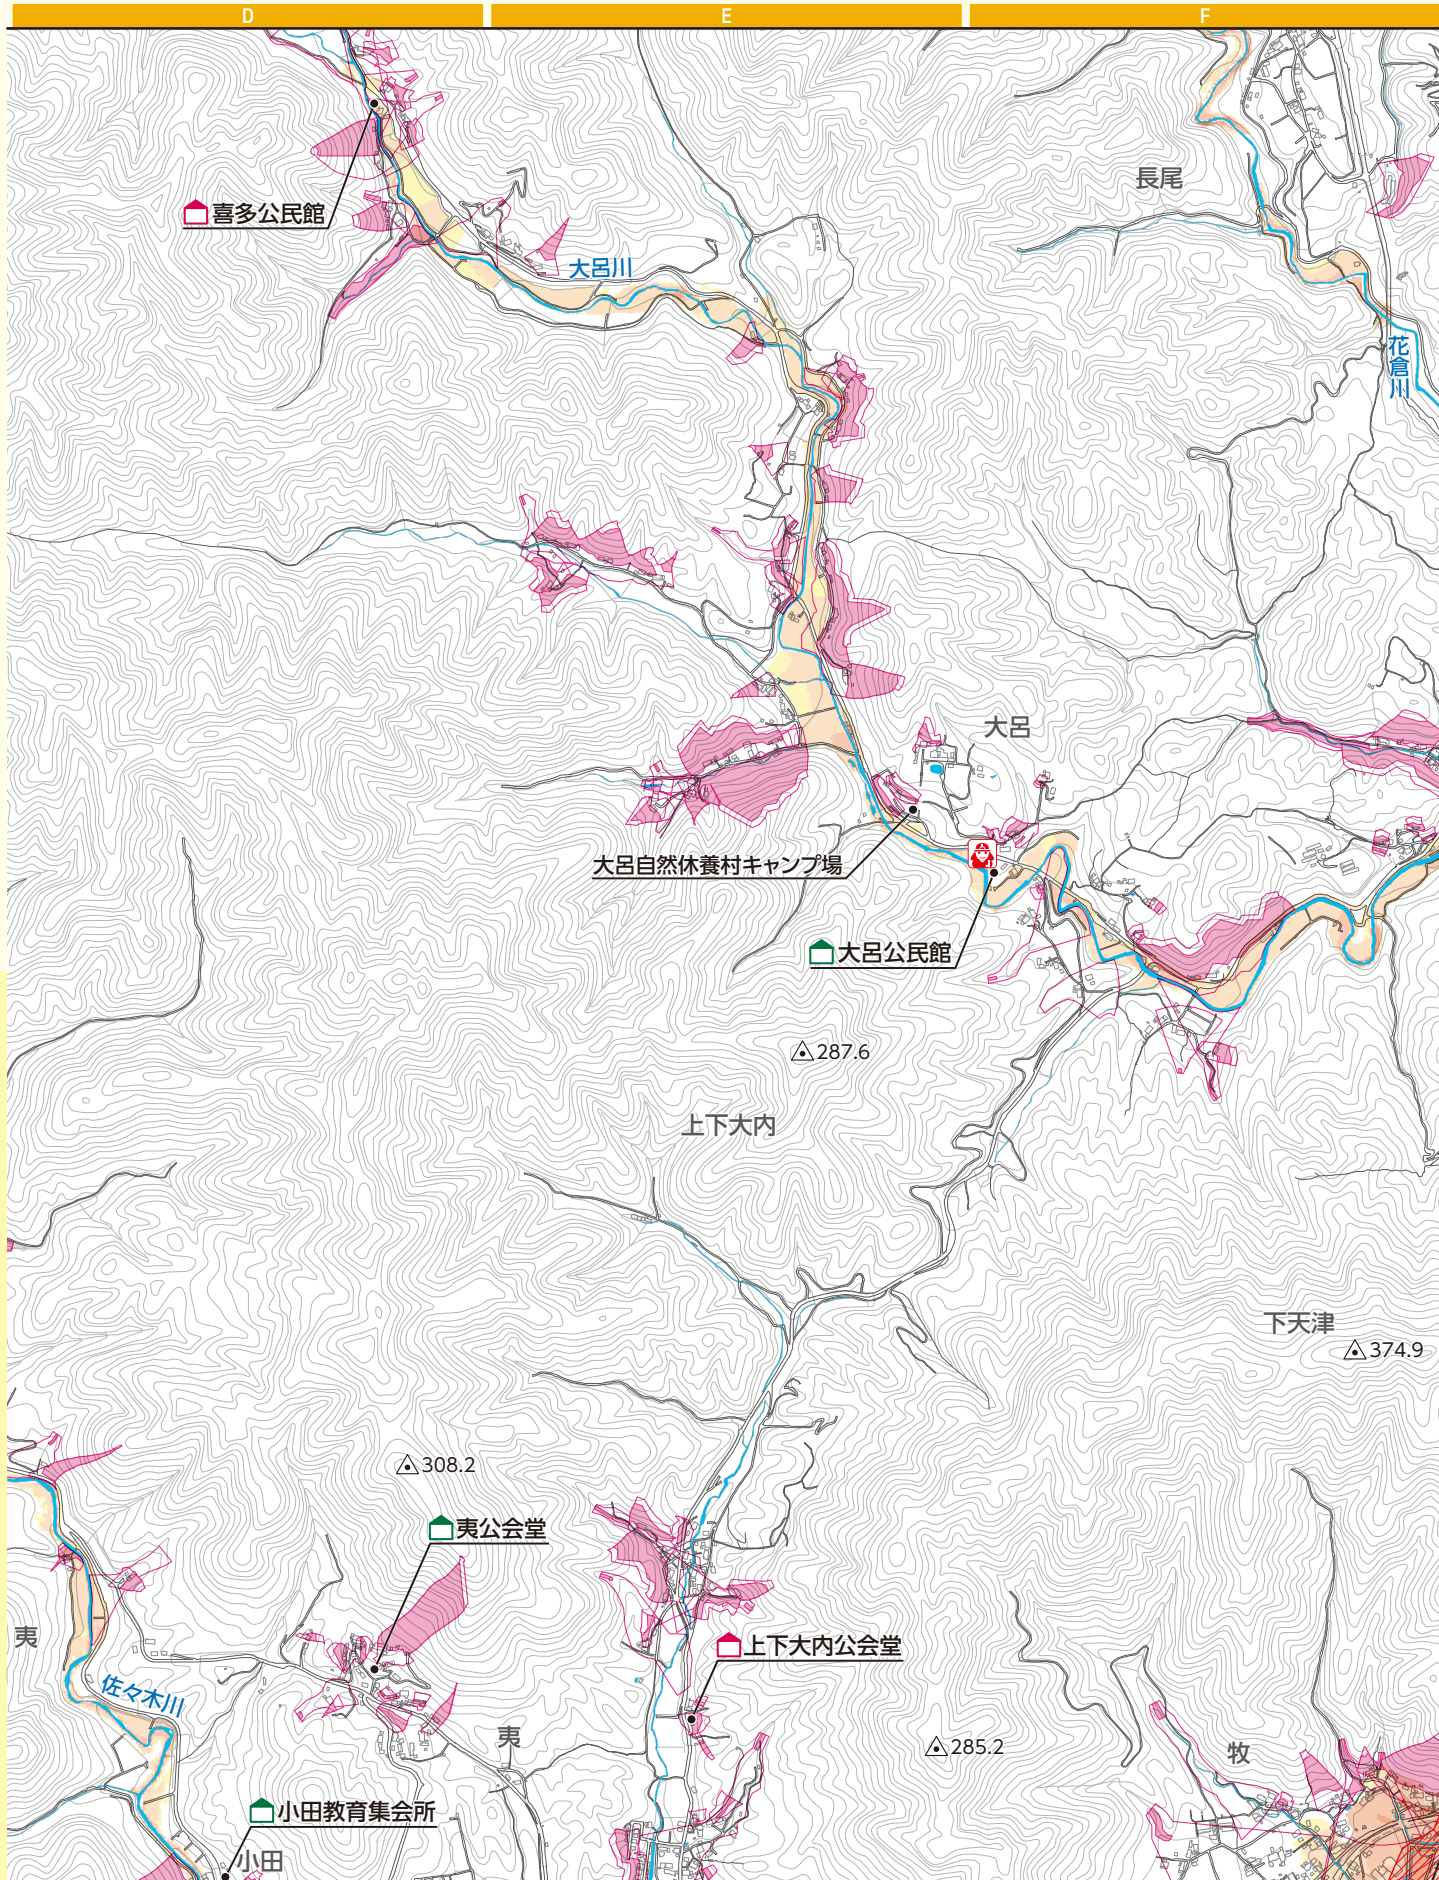 D
E
F
長尾
喜多公民館
大呂川
花倉川
大呂
大呂自然休養村キャンプ場
大呂公民館
287.6
上下大内
下天津
374.9
308.2
夷公会堂
夷
上下大内公会堂
佐々木川
夷
285.2
牧
小田教育集会所
小田